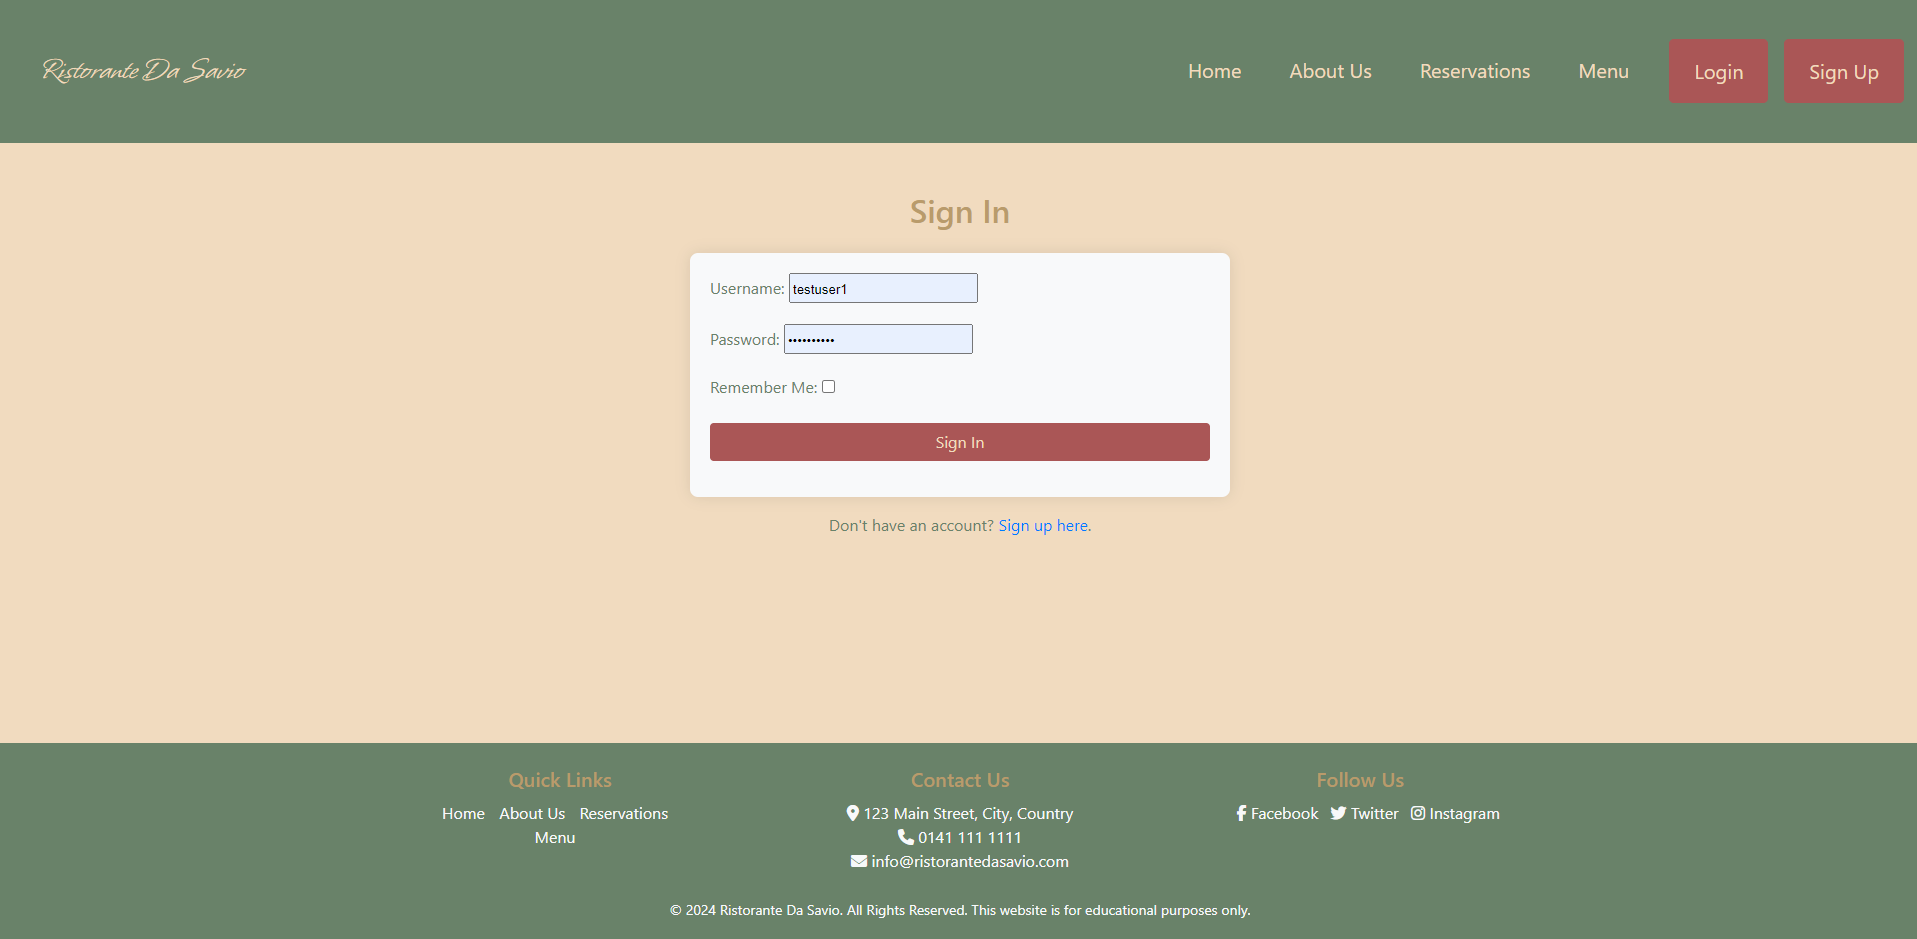 Ristorante Da Savio
Home About Us Reservations Menu Login Sign Up
Sign In
Username: testuser1
Password: ••••••••••
Remember Me:
Sign In
Don't have an account? Sign up here.
Quick Links
Home About Us Reservations
Menu
Contact Us
123 Main Street, City, Country
0141 111 1111
info@ristorantedasavio.com
Follow Us
Facebook Twitter Instagram
© 2024 Ristorante Da Savio. All Rights Reserved. This website is for educational purposes only.